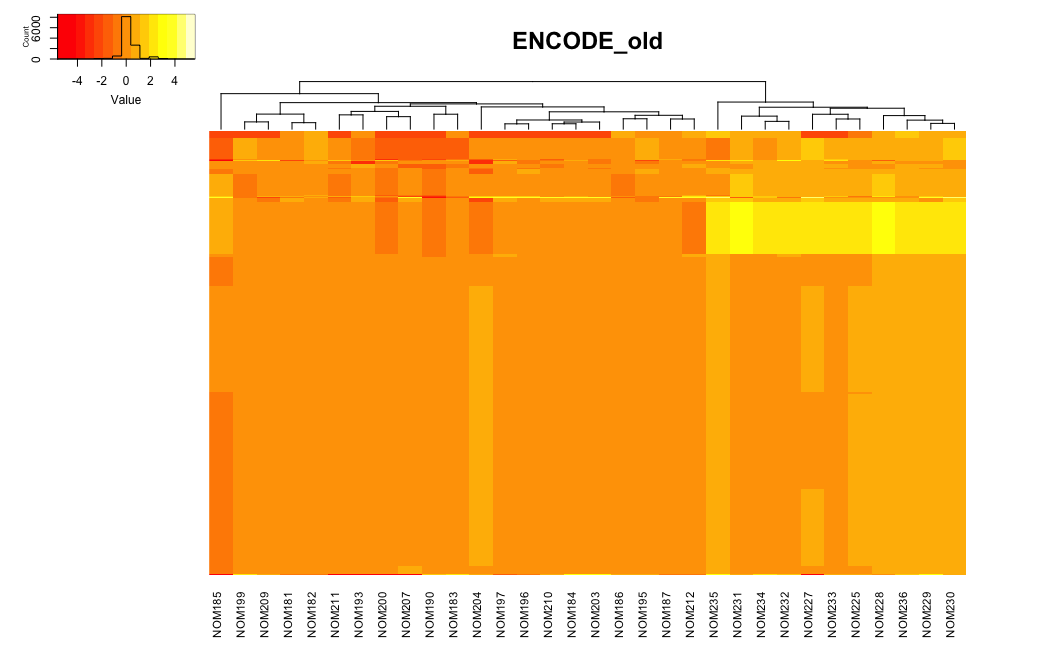 ENCODE_old
Count
0 6000
-4 -2 0 2 4
Value
NOM185 NOM199 NOM209 NOM181 NOM182 NOM211 NOM193 NOM200 NOM207 NOM190 NOM183 NOM204 NOM197 NOM196 NOM210 NOM184 NOM203 NOM186 NOM195 NOM187 NOM212 NOM235 NOM231 NOM234 NOM232 NOM227 NOM233 NOM225 NOM228 NOM236 NOM229 NOM230